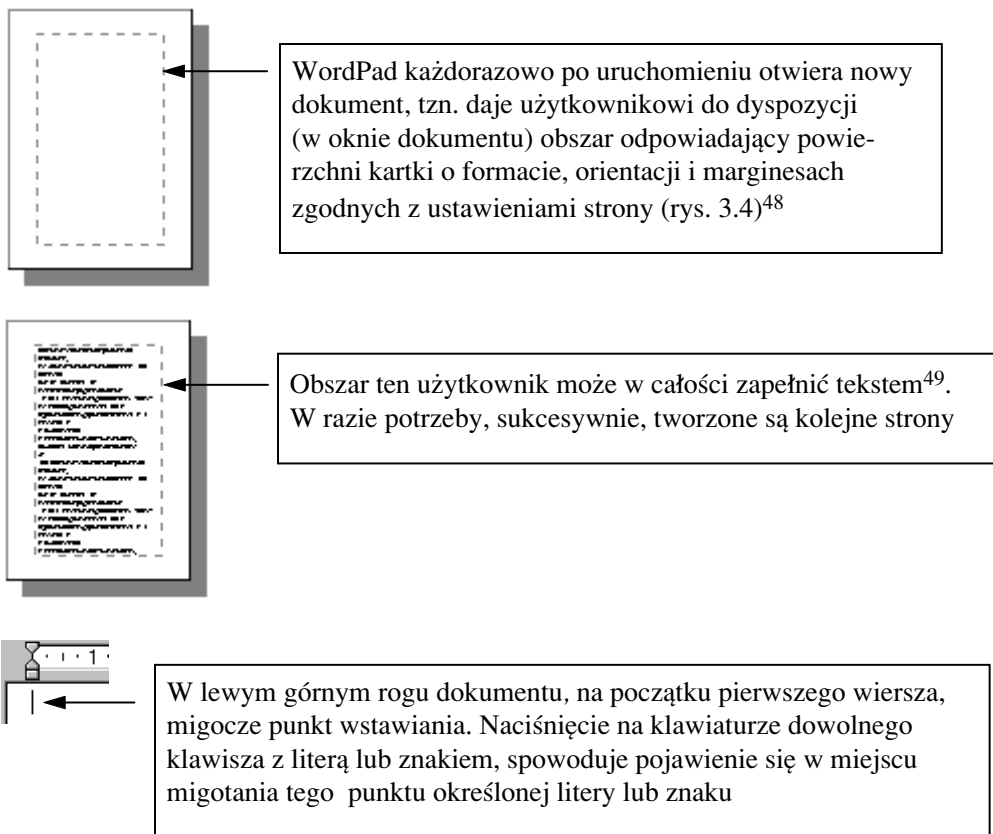 WordPad każdorazowo po uruchomieniu otwiera nowy
dokument, tzn. daje użytkownikowi do dyspozycji
(w oknie dokumentu) obszar odpowiadający powie-
rzchni kartki o formacie, orientacji i marginesach
zgodnych z ustawieniami strony (rys. 3.4)48
Obszar ten użytkownik może w całości zapełnić tekstem49.
W razie potrzeby, sukcesywnie, tworzone są kolejne strony
1
W lewym górnym rogu dokumentu, na początku pierwszego wiersza,
migocze punkt wstawiania. Naciśnięcie na klawiaturze dowolnego
klawisza z literą lub znakiem, spowoduje pojawienie się w miejscu
migotania tego punktu określonej litery lub znaku